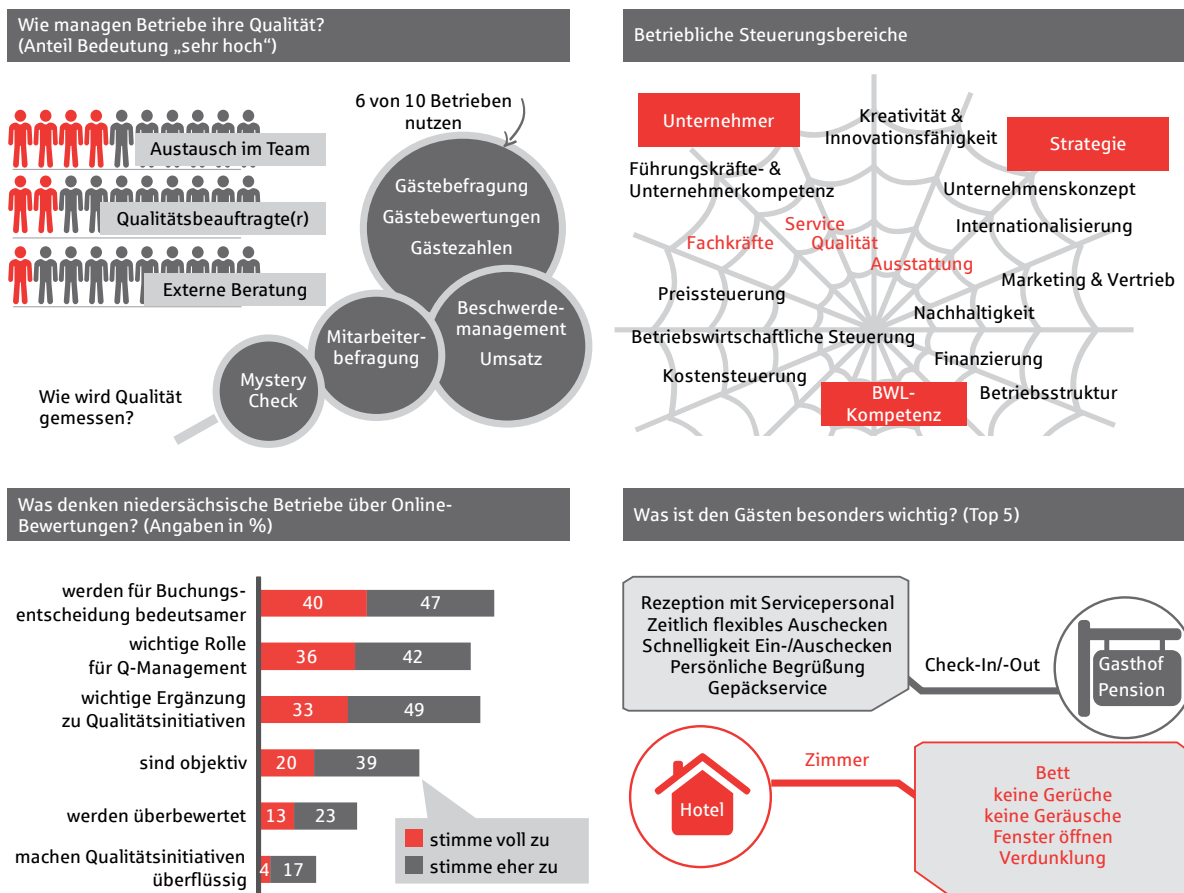 Wie managen Betriebe ihre Qualität?
(Anteil Bedeutung „sehr hoch“)
Austausch im Team
Qualitätsbeauftragte(r)
Externe Beratung
6 von 10 Betrieben
nutzen
Gästebefragung
Gästebewertungen
Gästezahlen
Beschwerde-
management
Umsatz
Mitarbeiter-
befragung
Mystery
Check
Wie wird Qualität
gemessen?
Betriebliche Steuerungsbereiche
Unternehmer
Kreativität &
Innovationsfähigkeit
Strategie
Führungskräfte- &
Unternehmerkompetenz
Unternehmenskonzept
Internationalisierung
Service
Qualität
Fachkräfte
Ausstattung
Marketing & Vertrieb
Preissteuerung
Nachhaltigkeit
Betriebswirtschaftliche Steuerung
Finanzierung
Kostensteuerung
BWL-
Kompetenz
Betriebsstruktur
Was denken niedersächsische Betriebe über Online-
Bewertungen? (Angaben in %)
werden für Buchungs-
entscheidung bedeutsamer
40 47
wichtige Rolle
für Q-Management
36 42
wichtige Ergänzung
zu Qualitätsinitiativen
33 49
sind objektiv
20 39
werden überbewertet
13 23
machen Qualitätsinitiativen
überflüssig
4 17
stimme voll zu
stimme eher zu
Was ist den Gästen besonders wichtig? (Top 5)
Rezeption mit Servicepersonal
Zeitlich flexibles Auschecken
Schnelligkeit Ein-/Auschecken
Persönliche Begrüßung
Gepäckservice
Check-In/-Out
Gasthof
Pension
Hotel
Zimmer
Bett
keine Gerüche
keine Geräusche
Fenster öffnen
Verdunklung